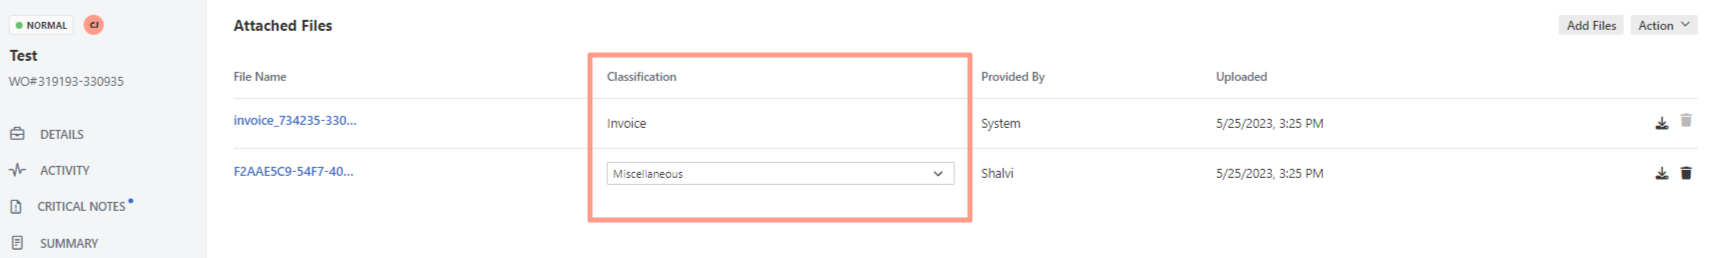 NORMAL CJ
Test
WO#319193-330935
DETAILS
ACTIVITY
CRITICAL NOTES
SUMMARY
Attached Files
Add Files Action
File Name Classification Provided By Uploaded
invoice_734235-330... Invoice System 5/25/2023, 3:25 PM
F2AAE5C9-54F7-40... Miscellaneous Shalvi 5/25/2023, 3:25 PM